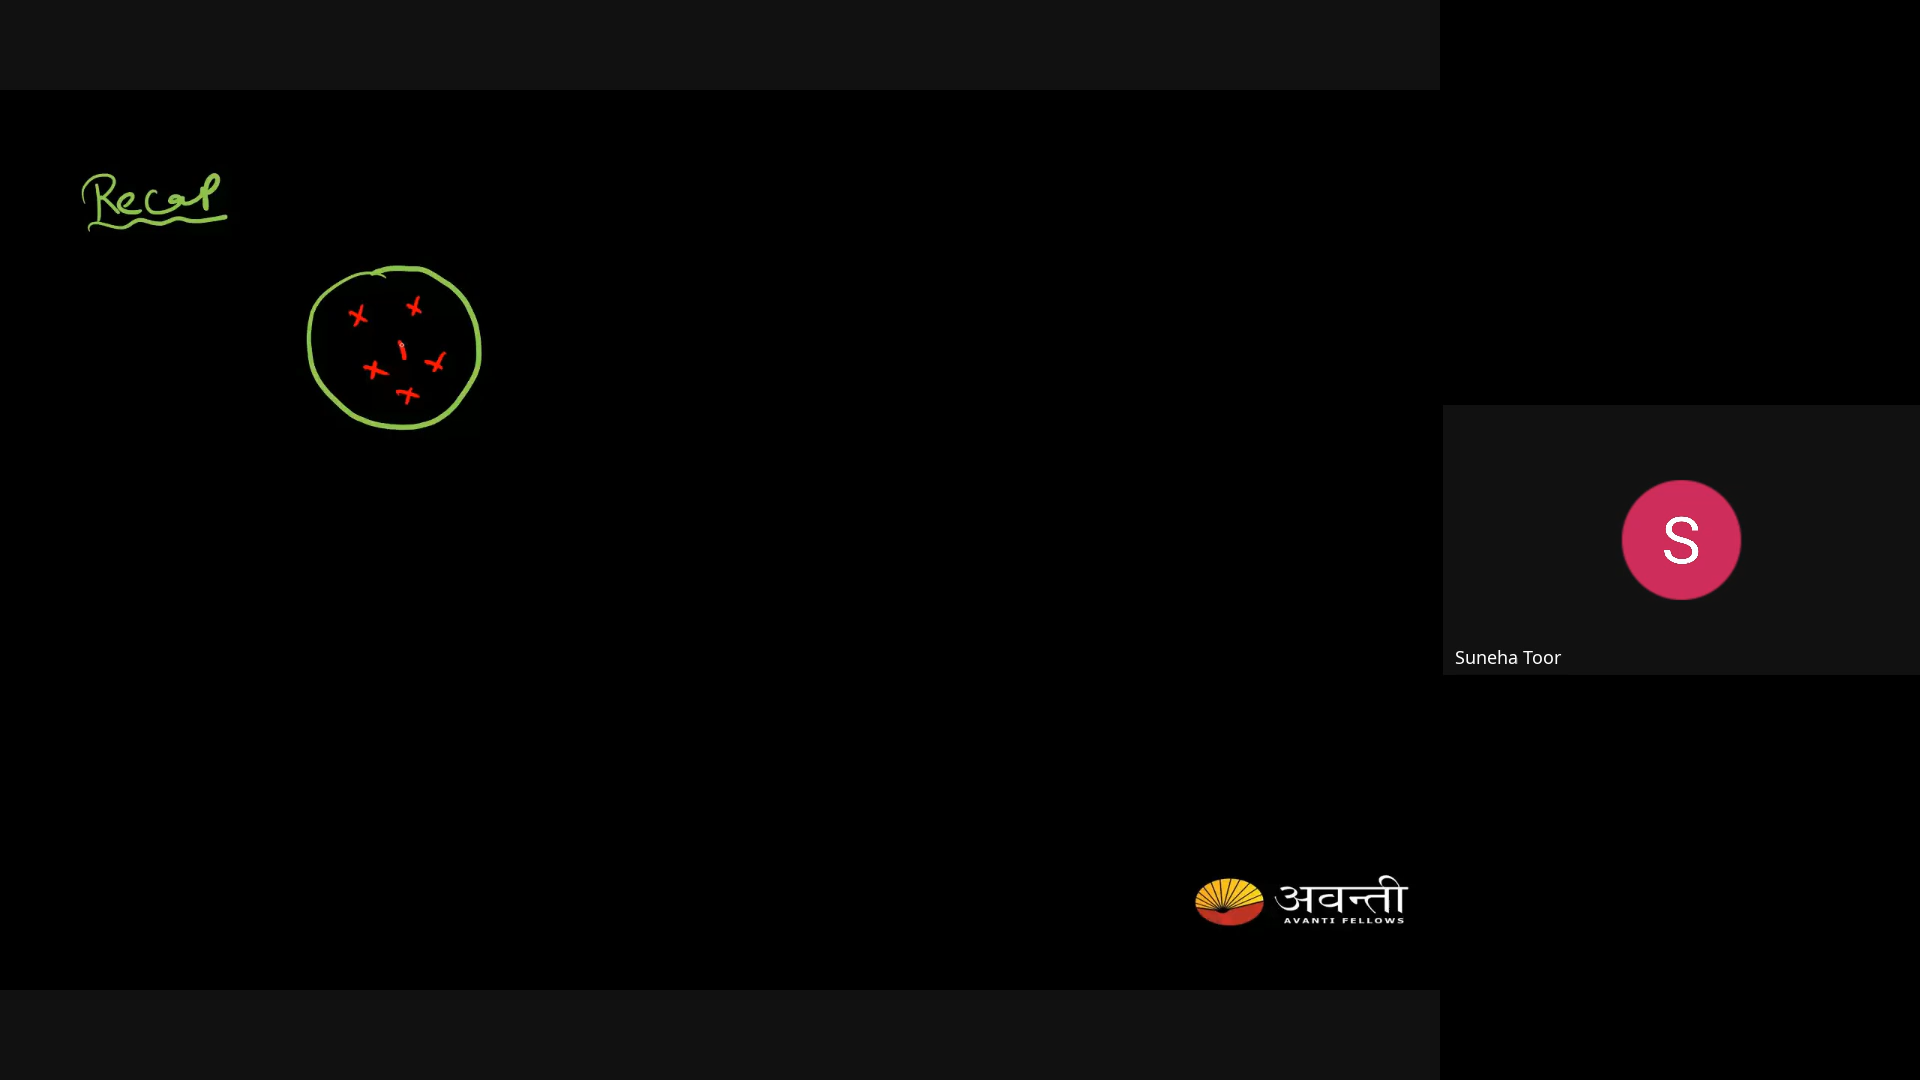 Recap
S
Suneha Toor
अवन्ती
AVANTI FELLOWS